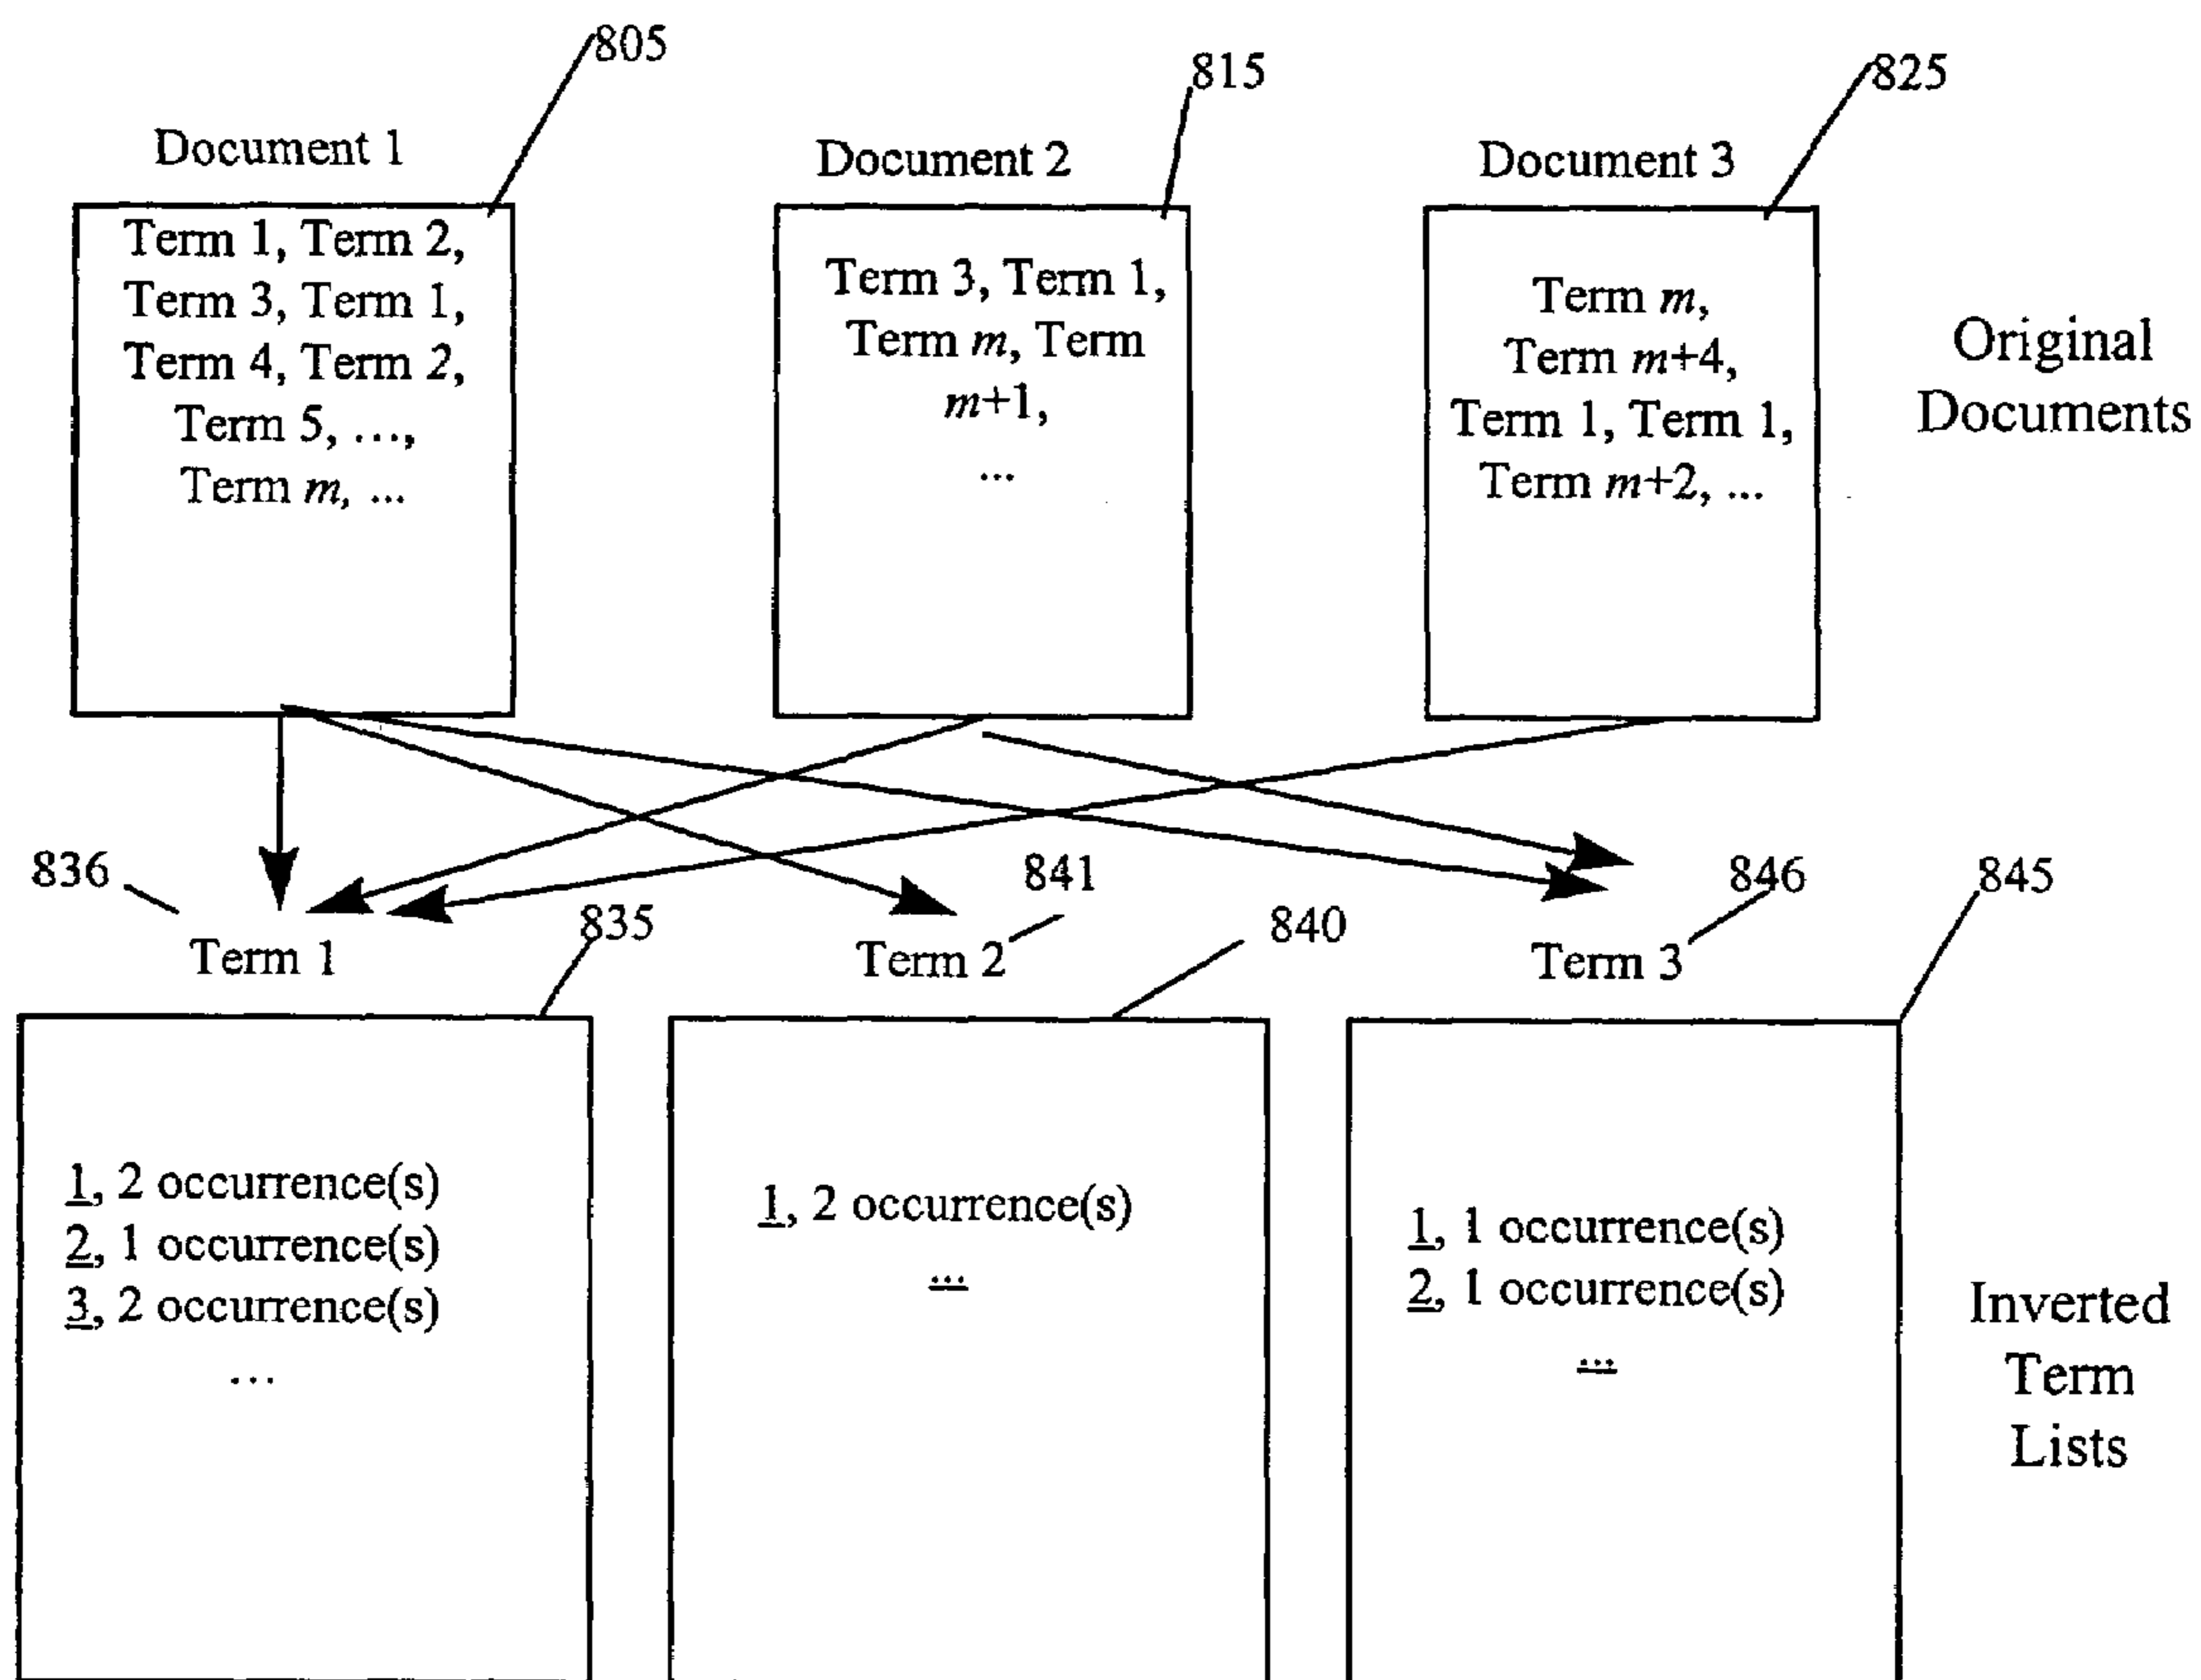 805
815
825
Document 1
Document 2
Document 3
Term 1, Term 2,
Term 3, Term 1,
Term 4, Term 2,
Term 5, ...,
Term m, ...
Term 3, Term 1,
Term m, Term
m+1,
...
Term m,
Term m+4,
Term 1, Term 1,
Term m+2, ...
Original
Documents
836
841
846
845
835
840
Term 1
Term 2
Term 3
1, 2 occurrence(s)
2, 1 occurrence(s)
3, 2 occurrence(s)
...
1, 2 occurrence(s)
...
1, 1 occurrence(s)
2, 1 occurrence(s)
...
Inverted
Term
Lists